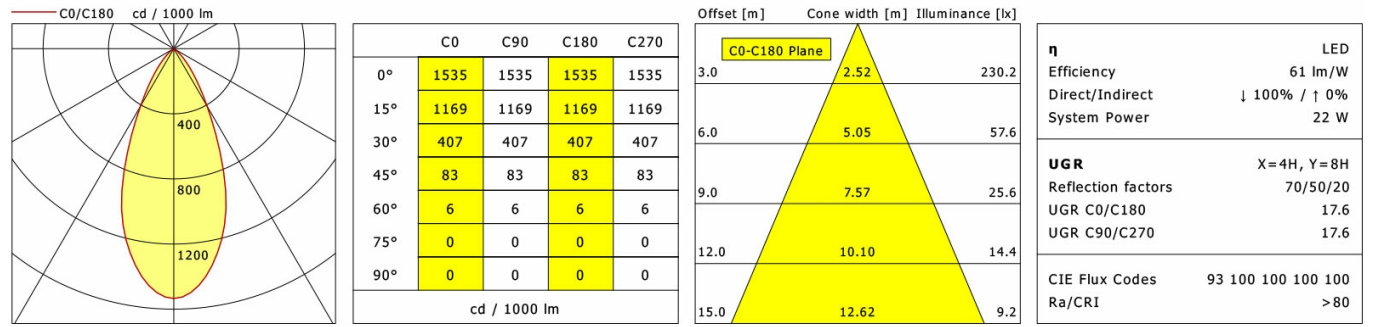 C0/C180 cd / 1000 lm
400
800
1200
C0 C90 C180 C270
0° 1535 1535 1535 1535
15° 1169 1169 1169 1169
30° 407 407 407 407
45° 83 83 83 83
60° 6 6 6 6
75° 0 0 0 0
90° 0 0 0 0
cd / 1000 lm
Offset [m] Cone width [m] Illuminance [lx]
C0-C180 Plane
3.0 2.52 230.2
6.0 5.05 57.6
9.0 7.57 25.6
12.0 10.10 14.4
15.0 12.62 9.2
η LED
Efficiency 61 lm/W
Direct/Indirect ↓ 100% / ↑ 0%
System Power 22 W
UGR X=4H, Y=8H
Reflection factors 70/50/20
UGR C0/C180 17.6
UGR C90/C270 17.6
CIE Flux Codes 93 100 100 100 100
Ra/CRI >80